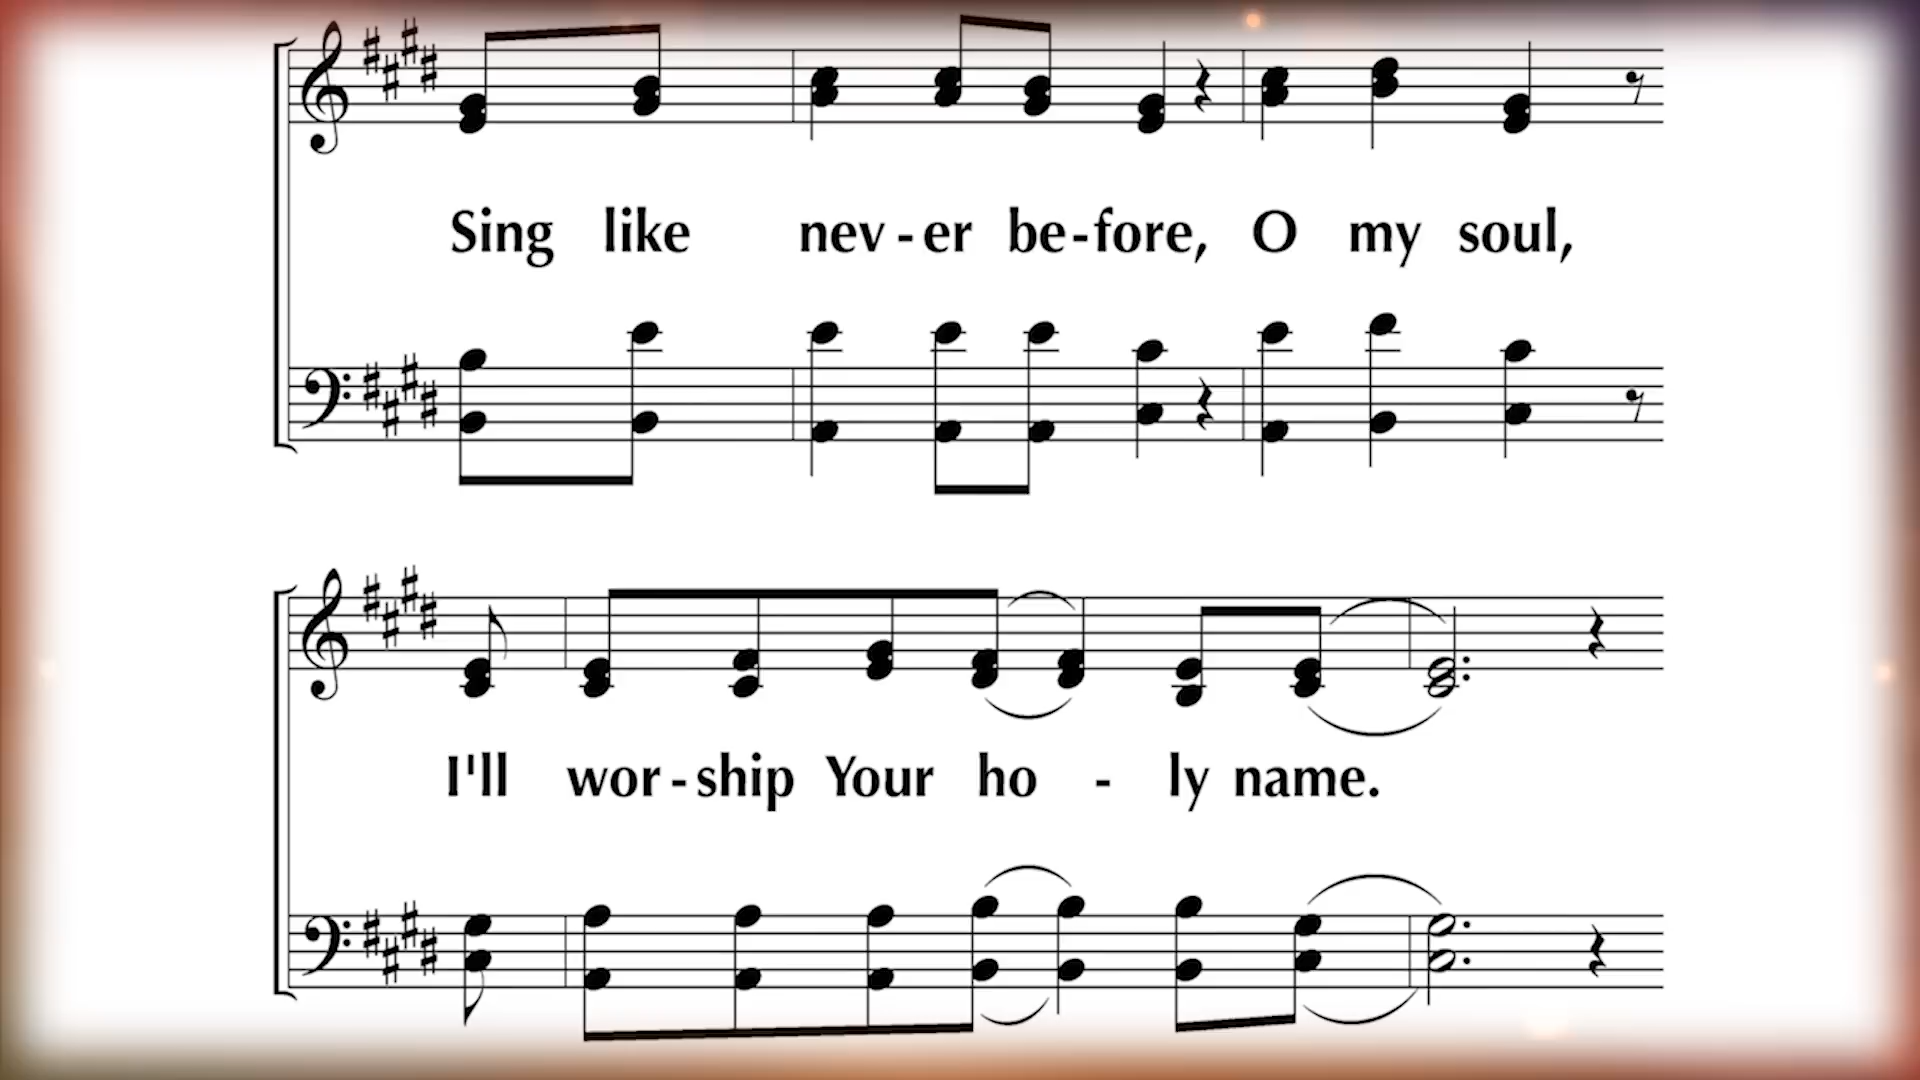 Sing like nev - er be - fore, O my soul,
I'll wor - ship Your ho - ly name.